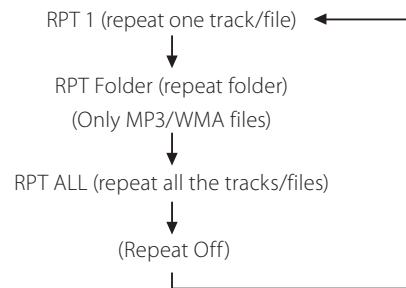 RPT 1 (repeat one track/file)
RPT Folder (repeat folder)
(Only MP3/WMA files)
RPT ALL (repeat all the tracks/files)
(Repeat Off)